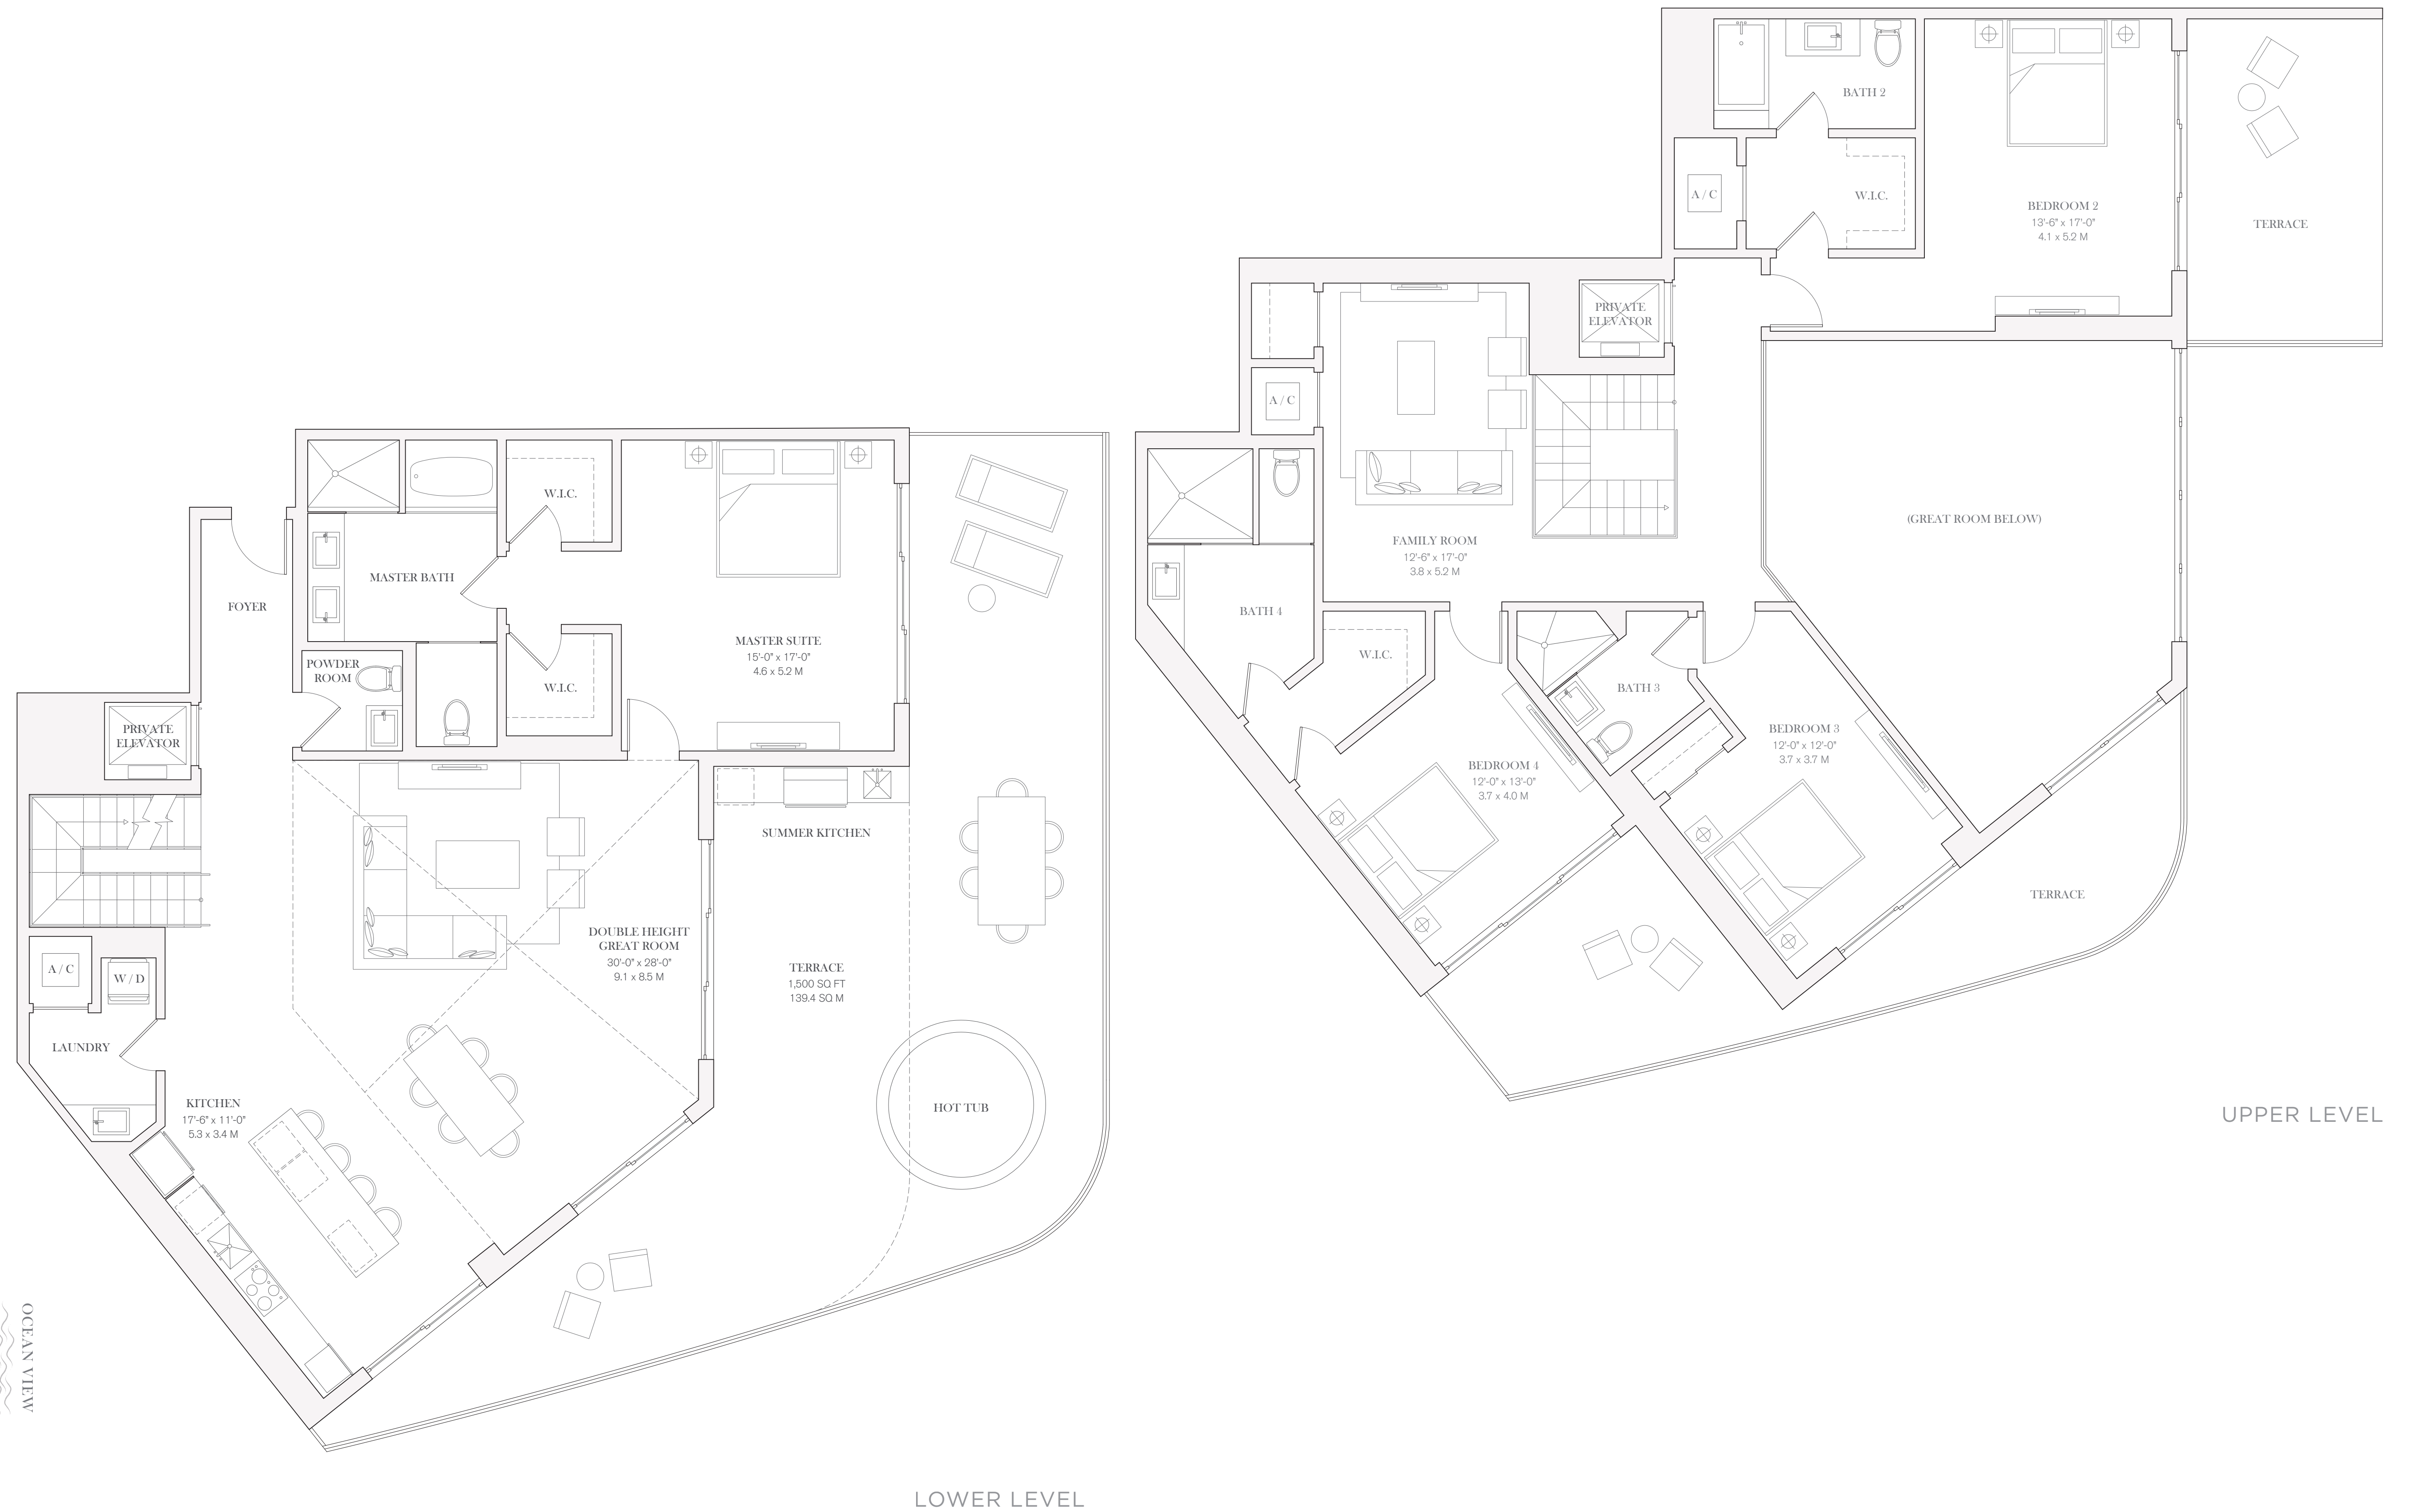 BATH 2
A / C
W.I.C.
BEDROOM 2
13'-6" x 17'-0"
4.1 x 5.2 M
TERRACE
PRIVATE
ELEVATOR
A / C
(GREAT ROOM BELOW)
FAMILY ROOM
12'-6" x 17'-0"
3.8 x 5.2 M
BATH 4
W.I.C.
BATH 3
BEDROOM 3
12'-0" x 12'-0"
3.7 x 3.7 M
BEDROOM 4
12'-0" x 13'-0"
3.7 x 4.0 M
TERRACE
UPPER LEVEL
W.I.C.
MASTER BATH
FOYER
MASTER SUITE
15'-0" x 17'-0"
4.6 x 5.2 M
POWDER
ROOM
W.I.C.
PRIVATE
ELEVATOR
SUMMER KITCHEN
DOUBLE HEIGHT
GREAT ROOM
30'-0" x 28'-0"
9.1 x 8.5 M
TERRACE
1,500 SQ FT
139.4 SQ M
A / C
W / D
LAUNDRY
KITCHEN
17'-6" x 11'-0"
5.3 x 3.4 M
HOT TUB
OCEAN VIEW
LOWER LEVEL